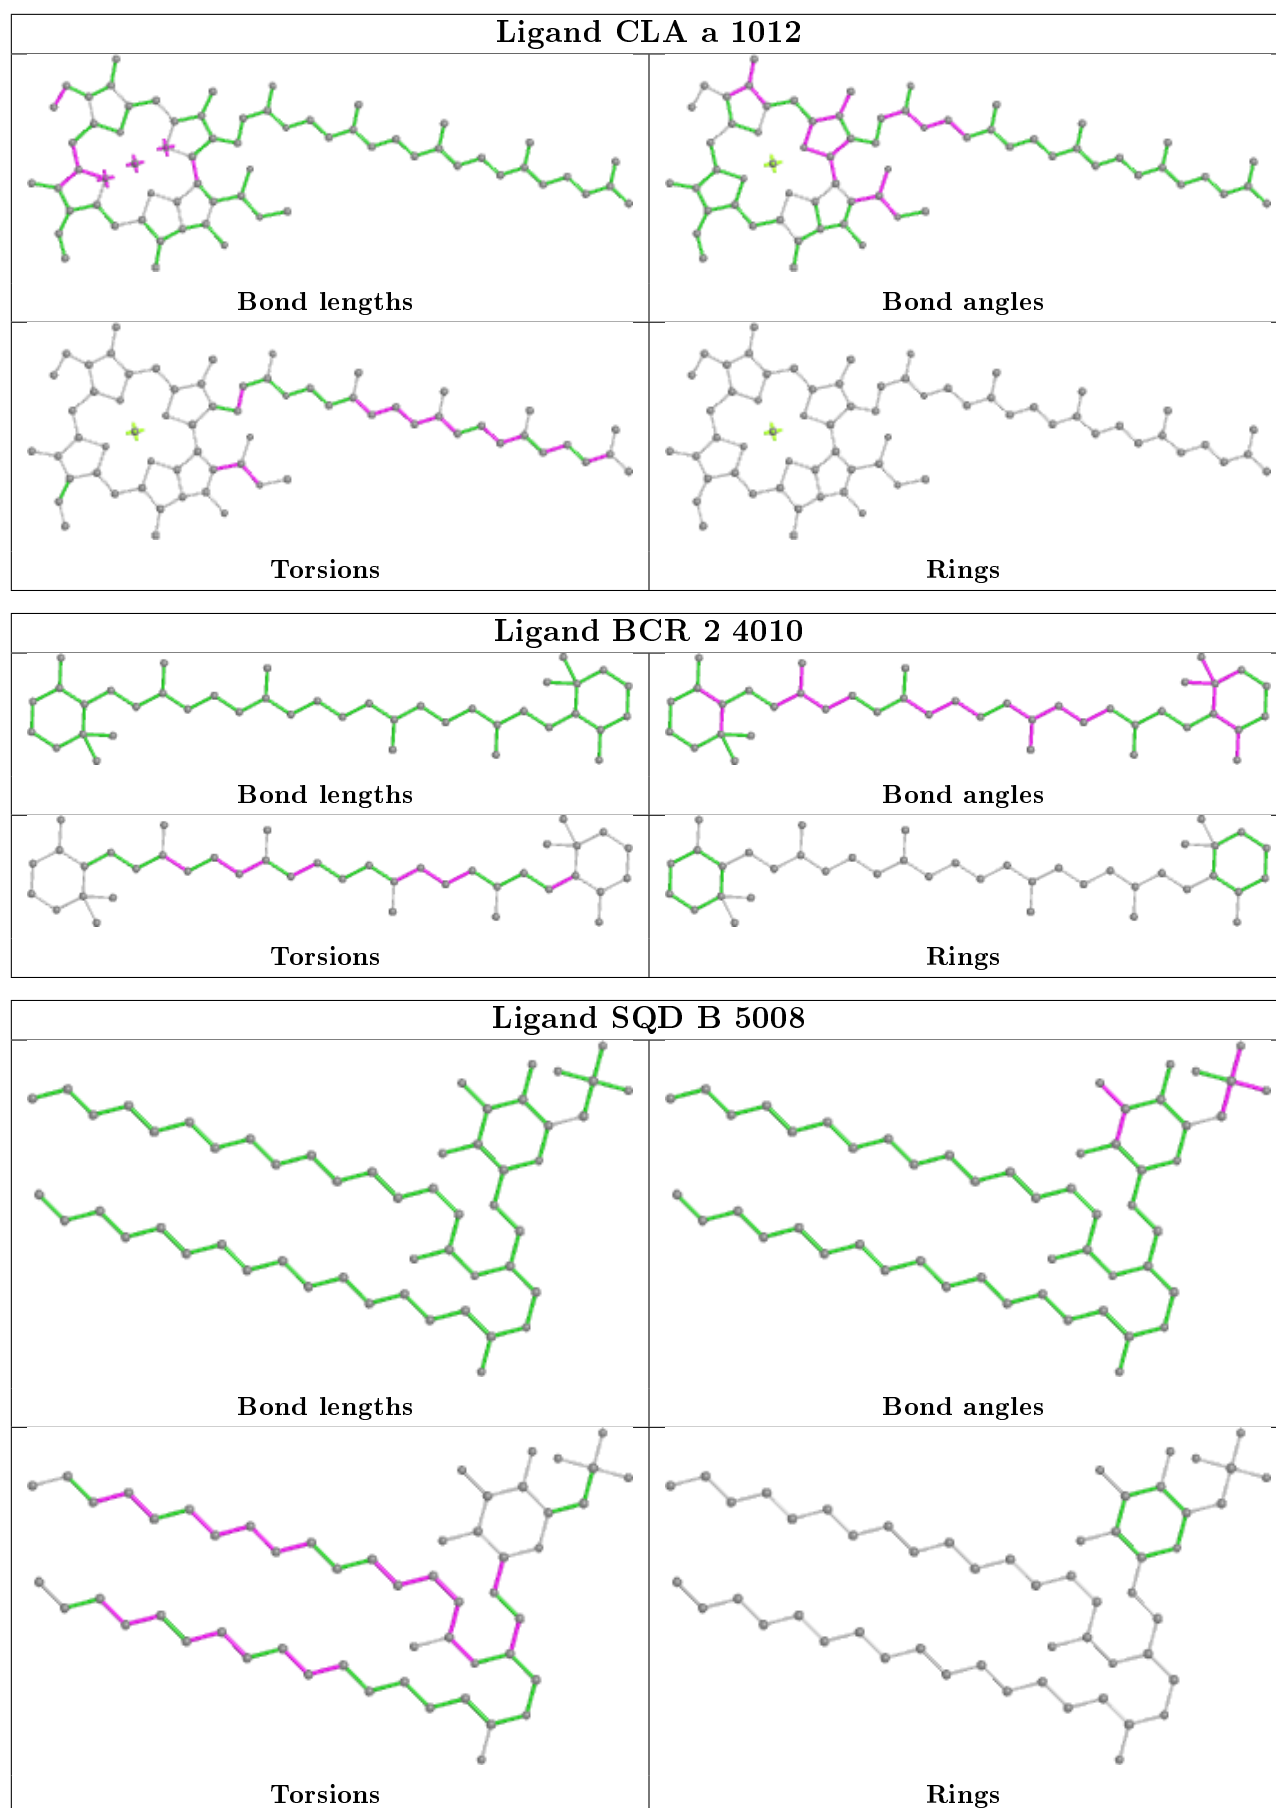 Ligand CLA a 1012
Bond lengths
Bond angles
Torsions
Rings
Ligand BCR 2 4010
Bond lengths
Bond angles
Torsions
Rings
Ligand SQD B 5008
Bond lengths
Bond angles
Torsions
Rings